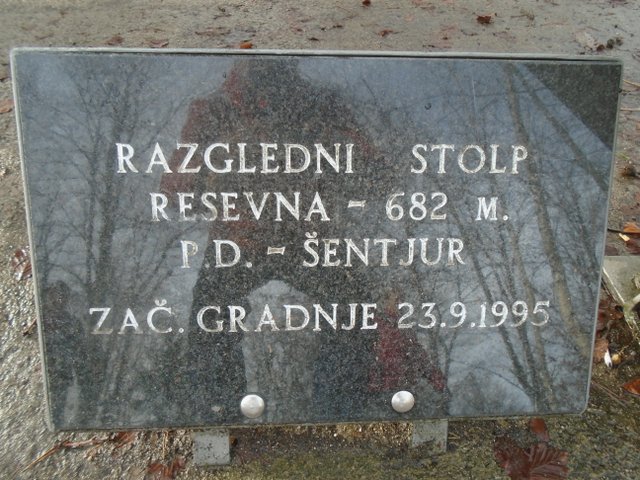 RAZGLEDNI STOLP
RESEVNA - 682 M.
P.D. - ŠENTJUR
ZAČ. GRADNJE 23.9.1995